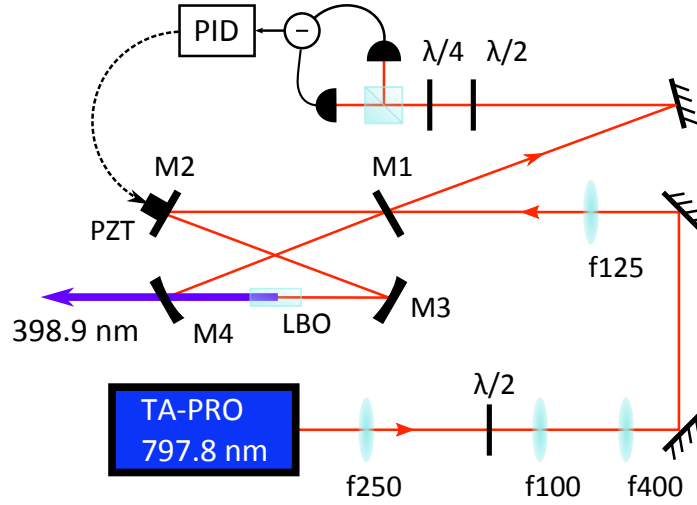 PID
−
λ/4
λ/2
M2
M1
PZT
f125
M3
M4
LBO
398.9 nm
λ/2
TA-PRO
797.8 nm
f250
f100
f400